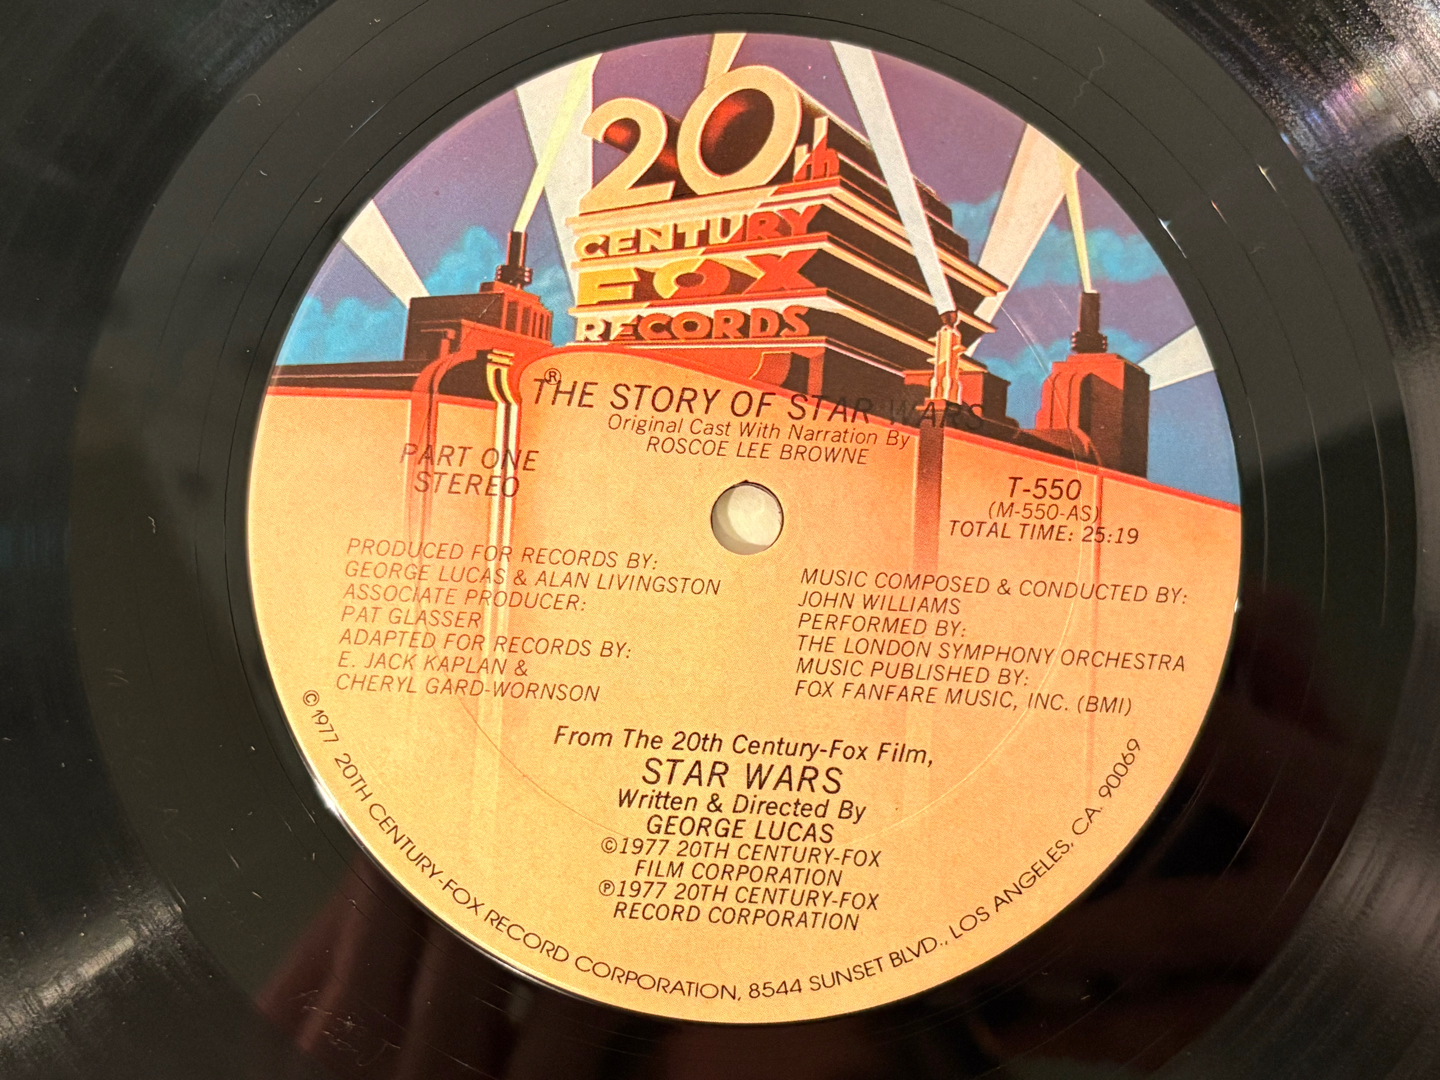 20th
CENTURY
FOX
RECORDS
®
THE STORY OF STAR WARS
Original Cast With Narration By
ROSCOE LEE BROWNE
PART ONE
STEREO
T-550
(M-550-AS)
TOTAL TIME: 25:19
PRODUCED FOR RECORDS BY:
GEORGE LUCAS & ALAN LIVINGSTON
ASSOCIATE PRODUCER:
PAT GLASSER
ADAPTED FOR RECORDS BY:
E. JACK KAPLAN &
CHERYL GARD-WORNSON
MUSIC COMPOSED & CONDUCTED BY:
JOHN WILLIAMS
PERFORMED BY:
THE LONDON SYMPHONY ORCHESTRA
MUSIC PUBLISHED BY:
FOX FANFARE MUSIC, INC. (BMI)
From The 20th Century-Fox Film,
STAR WARS
Written & Directed By
GEORGE LUCAS
©1977 20TH CENTURY-FOX
FILM CORPORATION
℗1977 20TH CENTURY-FOX
RECORD CORPORATION
© 1977 20TH CENTURY-FOX RECORD CORPORATION, 8544 SUNSET BLVD., LOS ANGELES, CA. 90069